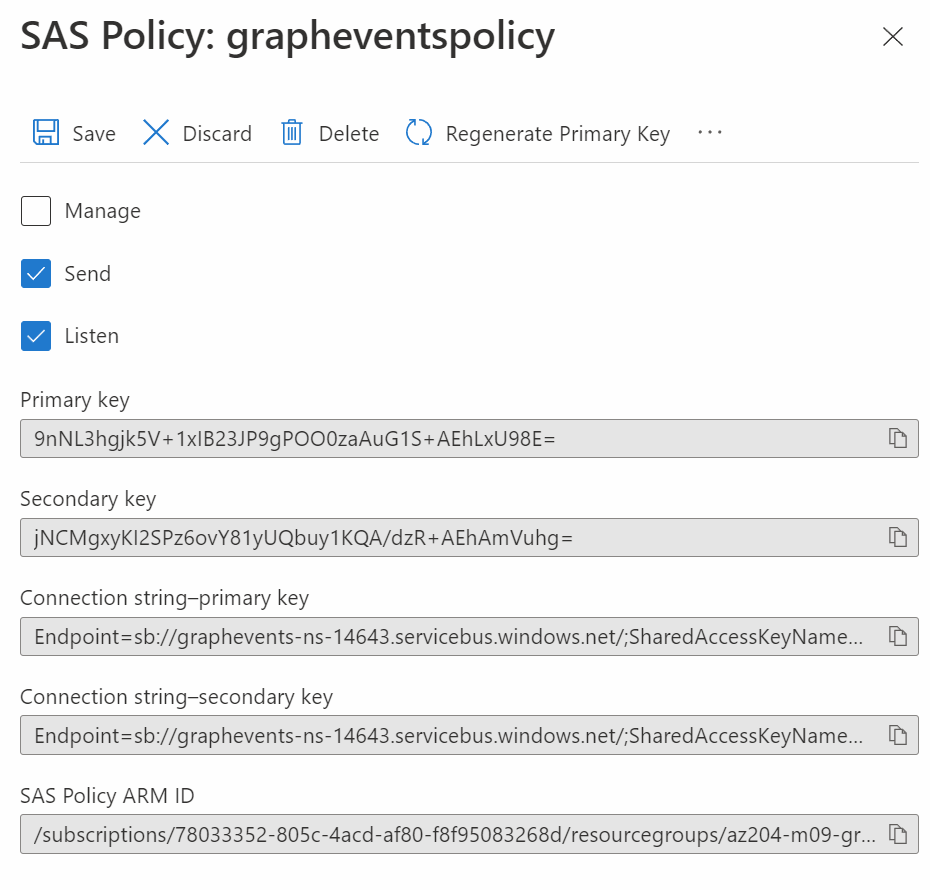 SAS Policy: grapheventspolicy
Save Discard Delete Regenerate Primary Key ...
Manage
Send
Listen
Primary key
9nNL3hgjk5V+1xIB23JP9gPOO0zaAuG1S+AEhLxU98E=
Secondary key
jNCMgxyKI2SPz6ovY81yUQbuy1KQA/dzR+AEhAmVuhg=
Connection string–primary key
Endpoint=sb://graphevents-ns-14643.servicebus.windows.net/;SharedAccessKeyName...
Connection string–secondary key
Endpoint=sb://graphevents-ns-14643.servicebus.windows.net/;SharedAccessKeyName...
SAS Policy ARM ID
/subscriptions/78033352-805c-4acd-af80-f8f95083268d/resourcegroups/az204-m09-gr...